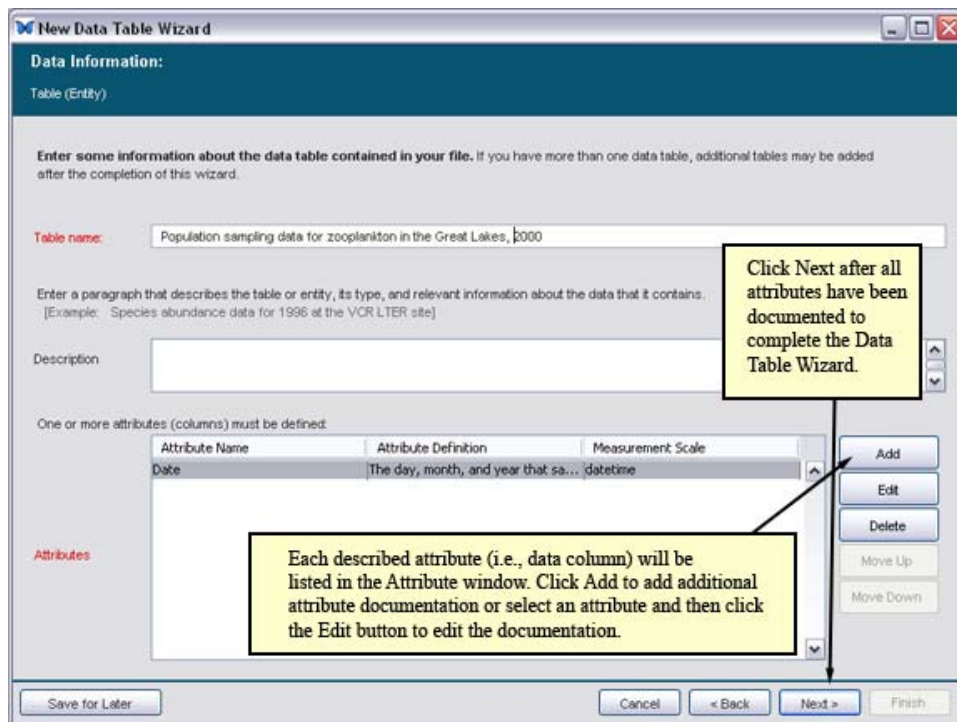 New Data Table Wizard
Data Information:
Table (Entity)
Enter some information about the data table contained in your file. If you have more than one data table, additional tables may be added
after the completion of this wizard.
Table name:
Population sampling data for zooplankton in the Great Lakes, 2000
Click Next after all
attributes have been
documented to
complete the Data
Table Wizard.
Enter a paragraph that describes the table or entity, its type, and relevant information about the data that it contains.
[Example: Species abundance data for 1996 at the VCR LTER site]
Description
One or more attributes (columns) must be defined:
Attribute Name Attribute Definition Measurement Scale
Date The day, month, and year that sa... datetime
Add
Edit
Delete
Move Up
Move Down
Attributes
Each described attribute (i.e., data column) will be
listed in the Attribute window. Click Add to add additional
attribute documentation or select an attribute and then click
the Edit button to edit the documentation.
Save for Later Cancel < Back Next > Finish